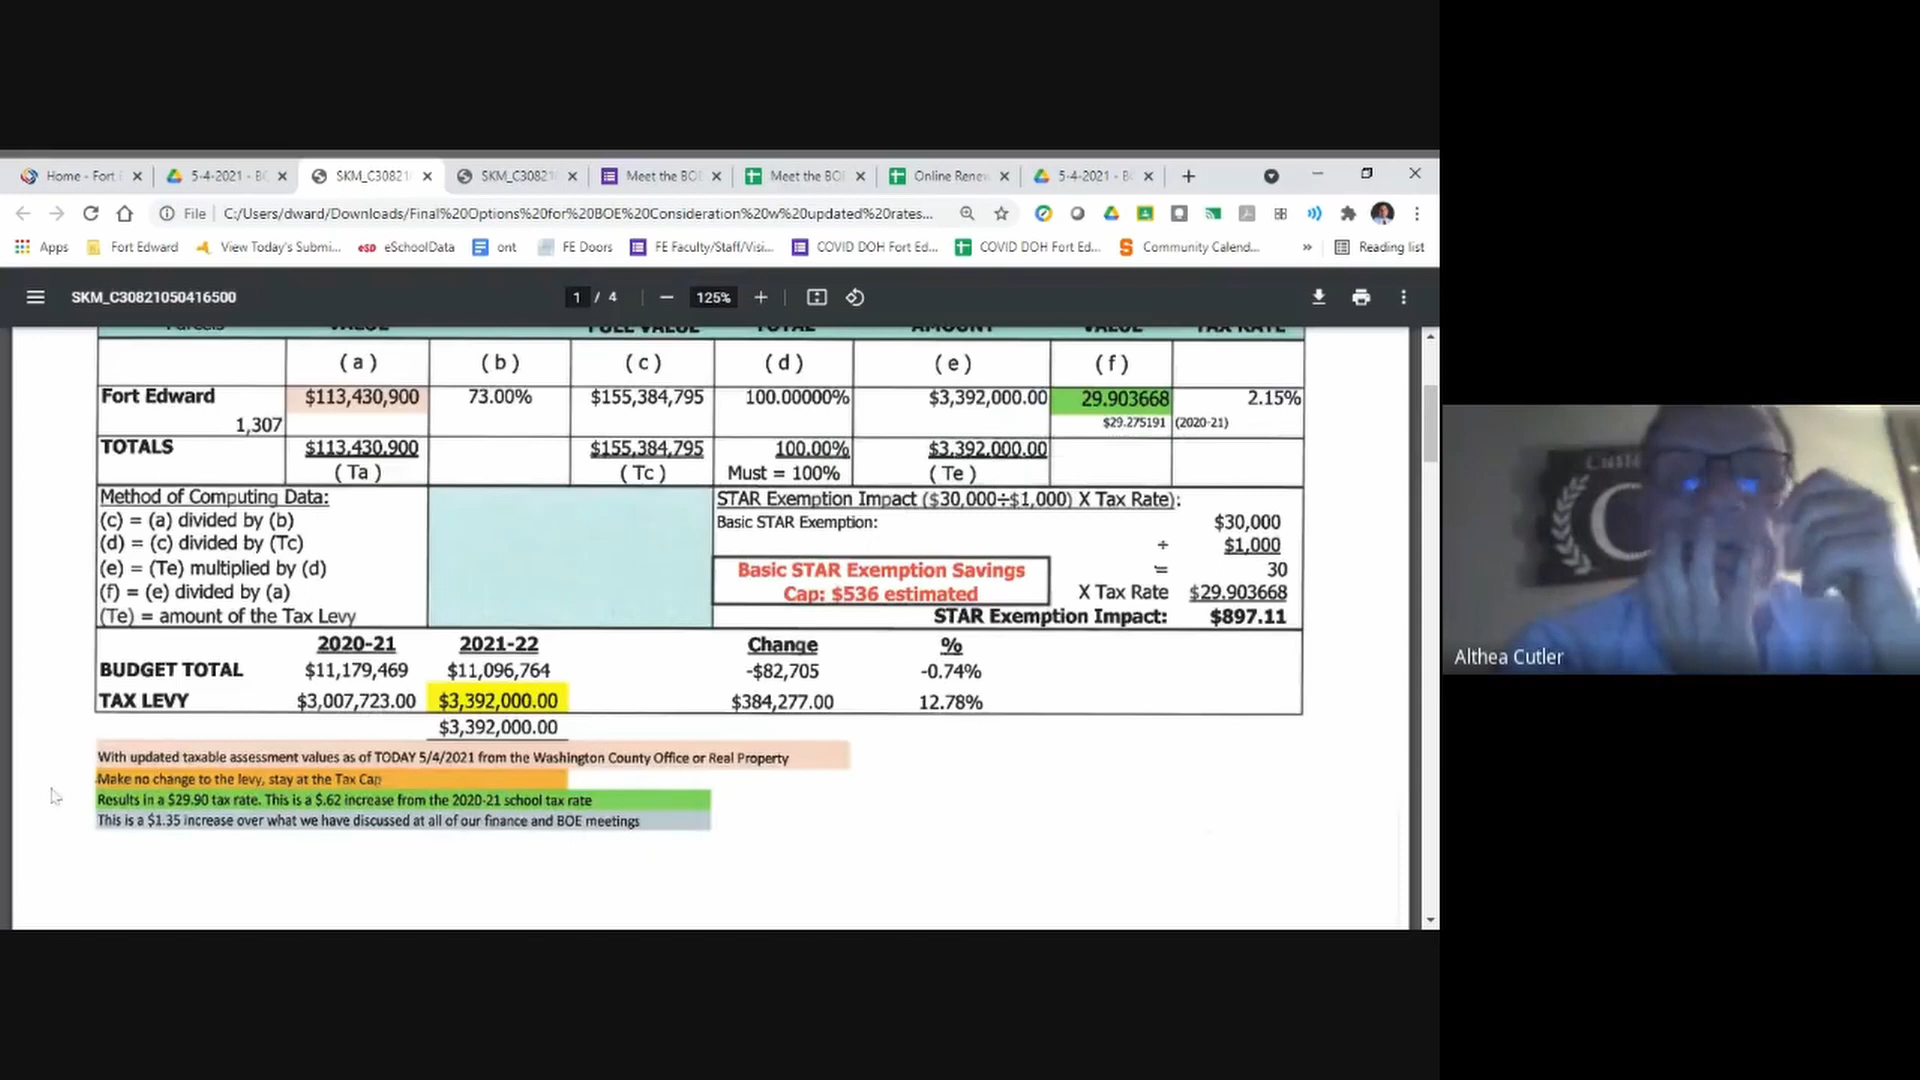 Home - Fort E
5-4-2021 - BO
SKM_C30821
SKM_C30821
Meet the BOE
Meet the BOE
Online Renew
5-4-2021 - BO
File | C:/Users/dward/Downloads/Final%20Options%20for%20BOE%20Consideration%20w%20updated%20rates...
Apps
Fort Edward
View Today's Submi...
eSchoolData
ont
FE Doors
FE Faculty/Staff/Visi...
COVID DOH Fort Ed...
COVID DOH Fort Ed...
Community Calend...
»
Reading list
SKM_C30821050416500
1 / 4
125%
Parcels VALUE FULL VALUE TOTAL AMOUNT VALUE TAX RATE
( a ) ( b ) ( c ) ( d ) ( e ) ( f )
Fort Edward $113,430,900 73.00% $155,384,795 100.00000% $3,392,000.00 29.903668 2.15%
1,307 $29.275191 (2020-21)
TOTALS $113,430,900 $155,384,795 100.00% $3,392,000.00
( Ta ) ( Tc ) Must = 100% ( Te )
Method of Computing Data:
(c) = (a) divided by (b)
(d) = (c) divided by (Tc)
(e) = (Te) multiplied by (d)
(f) = (e) divided by (a)
(Te) = amount of the Tax Levy
STAR Exemption Impact ($30,000÷$1,000) X Tax Rate):
Basic STAR Exemption: $30,000
÷ $1,000
= 30
Basic STAR Exemption Savings
Cap: $536 estimated
X Tax Rate $29.903668
STAR Exemption Impact: $897.11
2020-21 2021-22 Change %
BUDGET TOTAL $11,179,469 $11,096,764 -$82,705 -0.74%
TAX LEVY $3,007,723.00 $3,392,000.00 $384,277.00 12.78%
$3,392,000.00
With updated taxable assessment values as of TODAY 5/4/2021 from the Washington County Office or Real Property
Make no change to the levy, stay at the Tax Cap
Results in a $29.90 tax rate. This is a $.62 increase from the 2020-21 school tax rate
This is a $1.35 increase over what we have discussed at all of our finance and BOE meetings
Althea Cutler